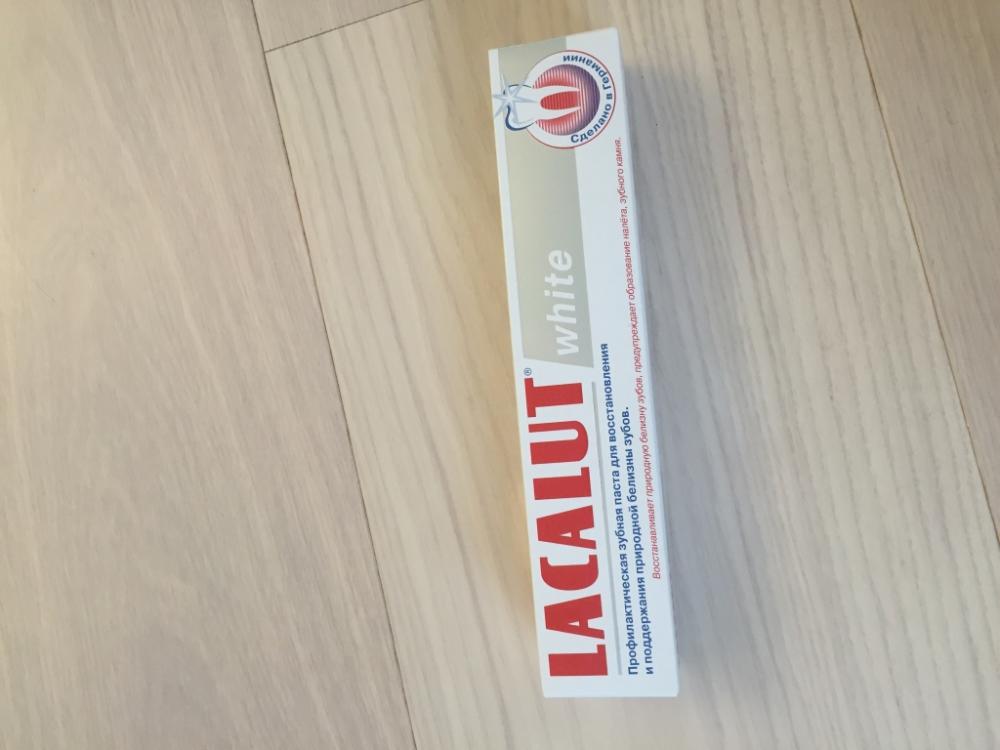 LACALUT®
white
Сделано в Германии
Профилактическая зубная паста для восстановления
и поддержания природной белизны зубов.
Восстанавливает природную белизну зубов, предупреждает образование налёта, зубного камня.